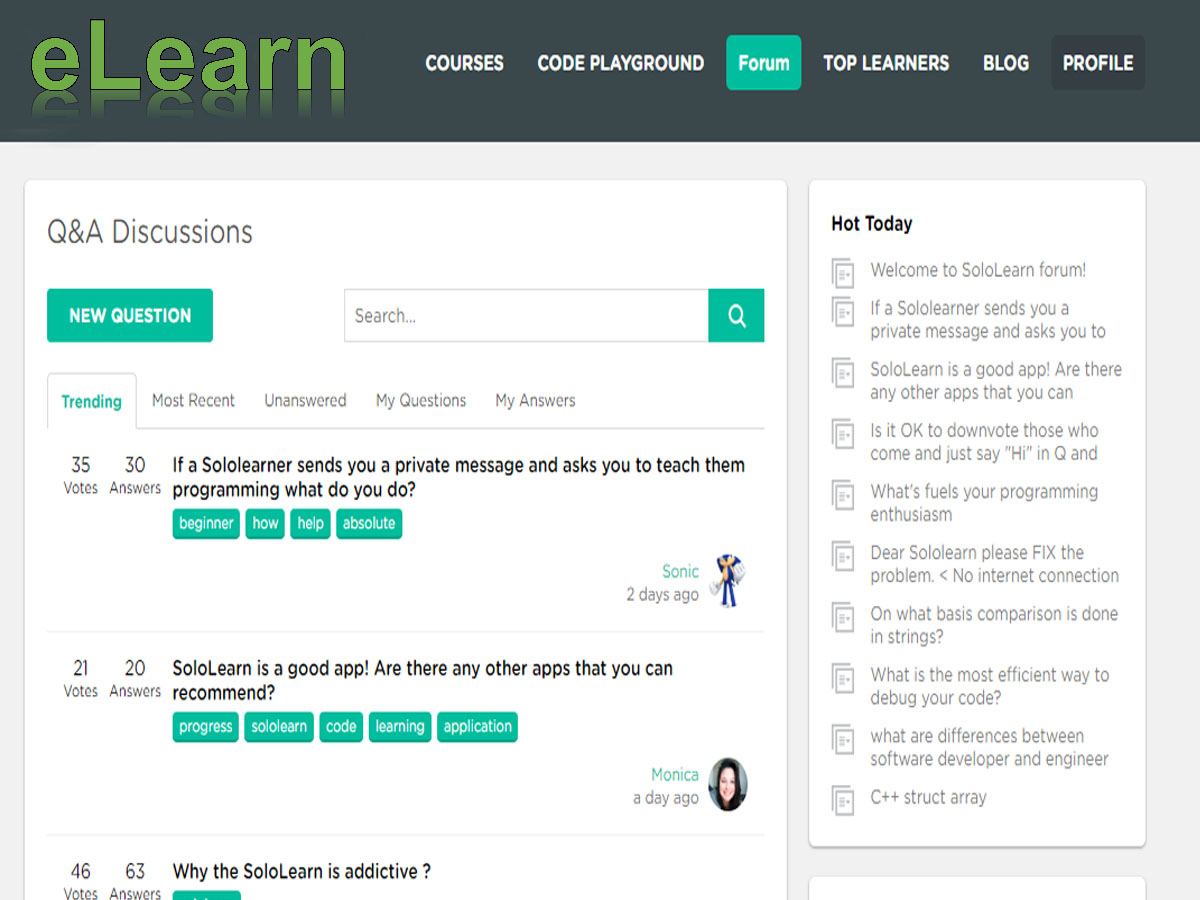 eLearn
COURSES
CODE PLAYGROUND
Forum
TOP LEARNERS
BLOG
PROFILE
Q&A Discussions
NEW QUESTION
Search...
Trending
Most Recent
Unanswered
My Questions
My Answers
35
Votes
30
Answers
If a Sololearner sends you a private message and asks you to teach them
programming what do you do?
beginner
how
help
absolute
Sonic
2 days ago
21
Votes
20
Answers
SoloLearn is a good app! Are there any other apps that you can
recommend?
progress
sololearn
code
learning
application
Monica
a day ago
46
Votes
63
Answers
Why the SoloLearn is addictive ?
Hot Today
Welcome to SoloLearn forum!
If a Sololearner sends you a
private message and asks you to
SoloLearn is a good app! Are there
any other apps that you can
Is it OK to downvote those who
come and just say "Hi" in Q and
What's fuels your programming
enthusiasm
Dear Sololearn please FIX the
problem. < No internet connection
On what basis comparison is done
in strings?
What is the most efficient way to
debug your code?
what are differences between
software developer and engineer
C++ struct array